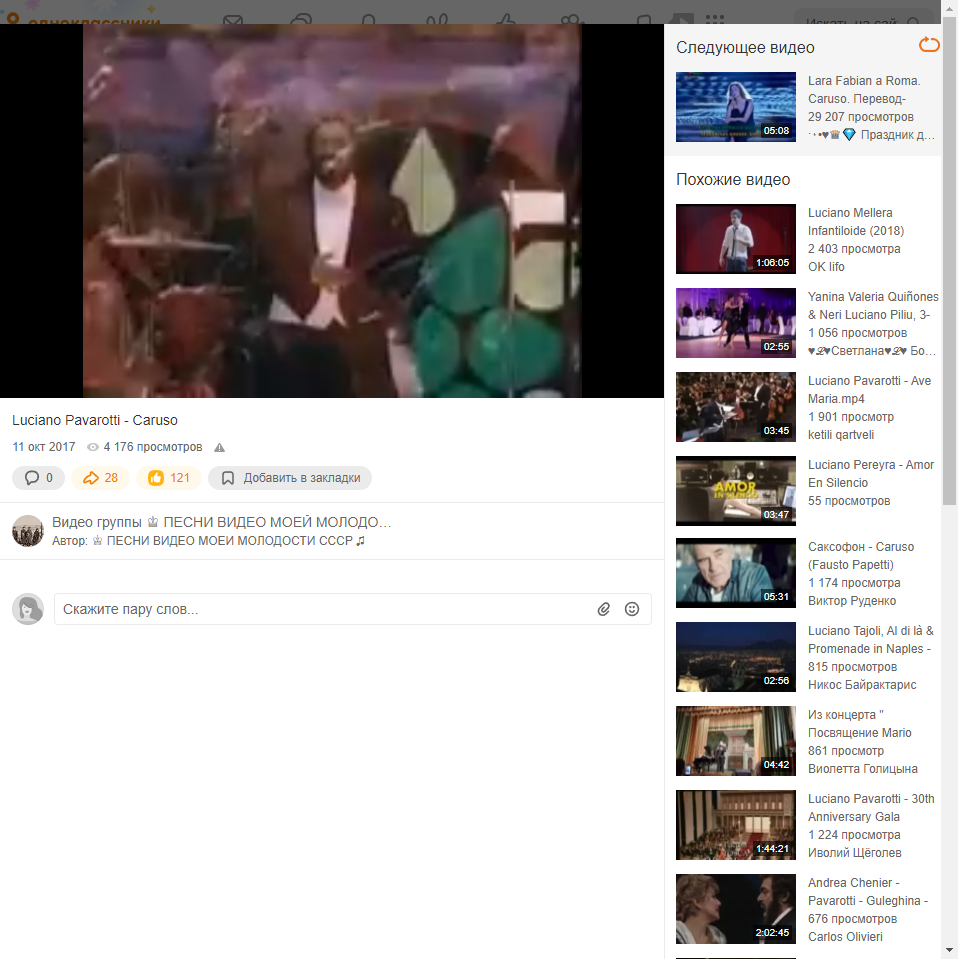 одноклассники
Искать на сай
Luciano Pavarotti - Caruso
11 окт 2017 4 176 просмотров
0 28 121 Добавить в закладки
Видео группы ♔ ПЕСНИ ВИДЕО МОЕЙ МОЛОДО...
Автор: ♔ ПЕСНИ ВИДЕО МОЕЙ МОЛОДОСТИ СССР ♫
Скажите пару слов...
Следующее видео
05:08
Lara Fabian a Roma.
Caruso. Перевод-
29 207 просмотров
Праздник д...
Похожие видео
1:06:05
Luciano Mellera
Infantiloide (2018)
2 403 просмотра
OK lifo
02:55
Yanina Valeria Quiñones
& Neri Luciano Piliu, 3-
1 056 просмотров
♥ℒ♥Светлана♥ℒ♥ Бо...
03:45
Luciano Pavarotti - Ave
Maria.mp4
1 901 просмотр
ketili qartveli
AMOR
EN SILENCIO
03:47
Luciano Pereyra - Amor
En Silencio
55 просмотров
05:31
Саксофон - Caruso
(Fausto Papetti)
1 174 просмотра
Виктор Руденко
02:56
Luciano Tajoli, Al di là &
Promenade in Naples -
815 просмотров
Никос Байрактарис
04:42
Из концерта "
Посвящение Mario
861 просмотр
Виолетта Голицына
1:44:21
Luciano Pavarotti - 30th
Anniversary Gala
1 224 просмотра
Иволий Щёголев
2:02:45
Andrea Chenier -
Pavarotti - Guleghina -
676 просмотров
Carlos Olivieri